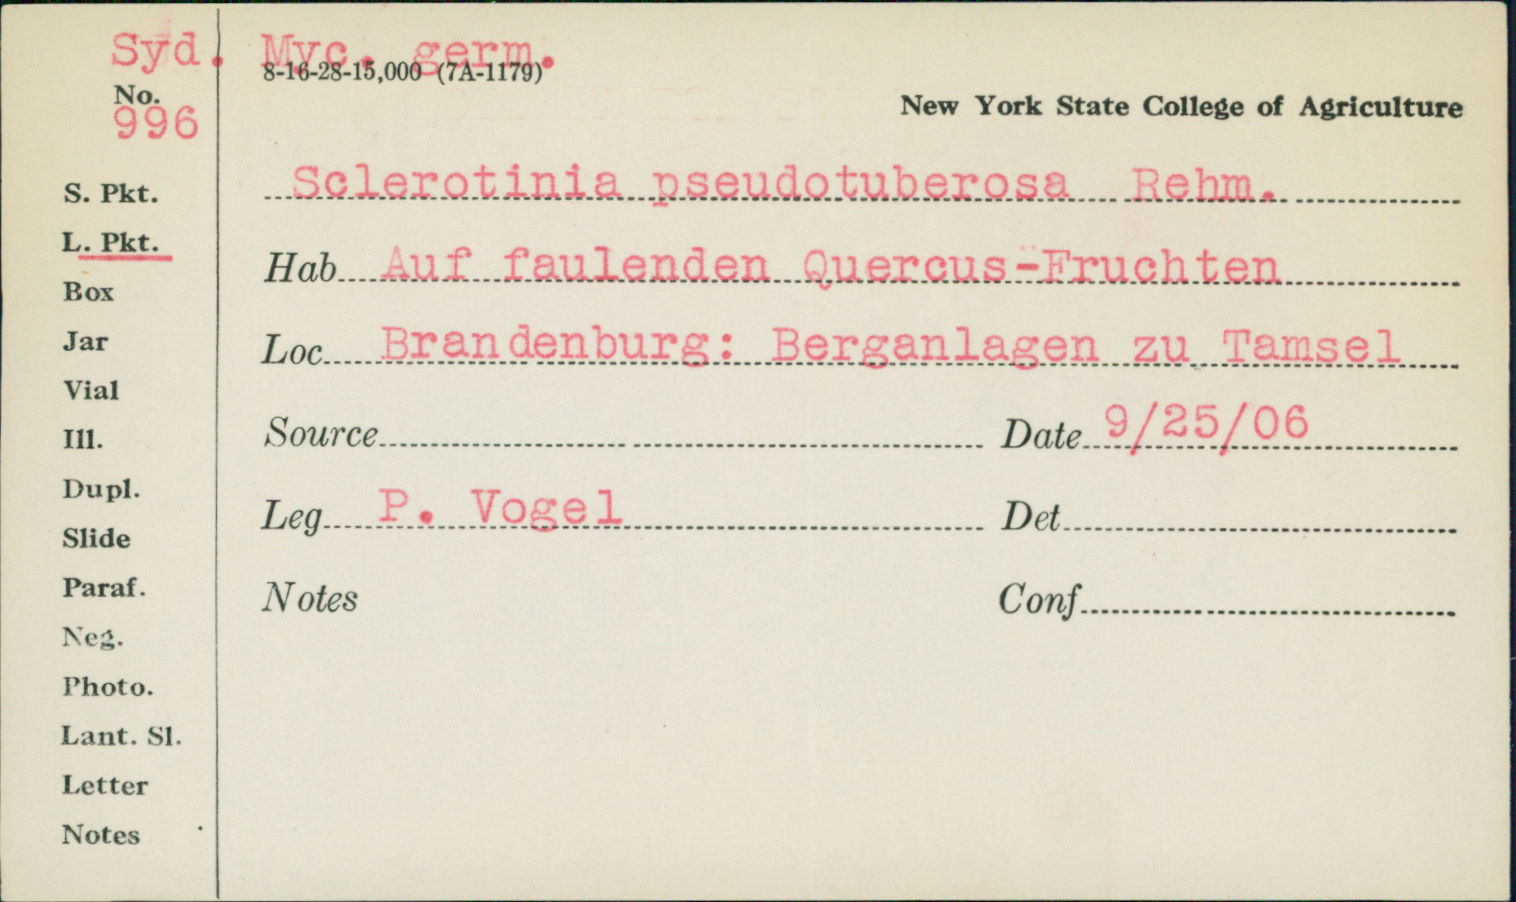 Syd. Myc. germ.
8-16-28-15,000 (7A-1179)
No.
996
New York State College of Agriculture
Sclerotinia pseudotuberosa Rehm.
Hab Auf faulenden Quercus-Fruchten
Loc Brandenburg: Berganlagen zu Tamsel
Source Date 9/25/06
Leg P. Vogel Det
Notes Conf
S. Pkt.
L. Pkt.
Box
Jar
Vial
Ill.
Dupl.
Slide
Paraf.
Neg.
Photo.
Lant. Sl.
Letter
Notes